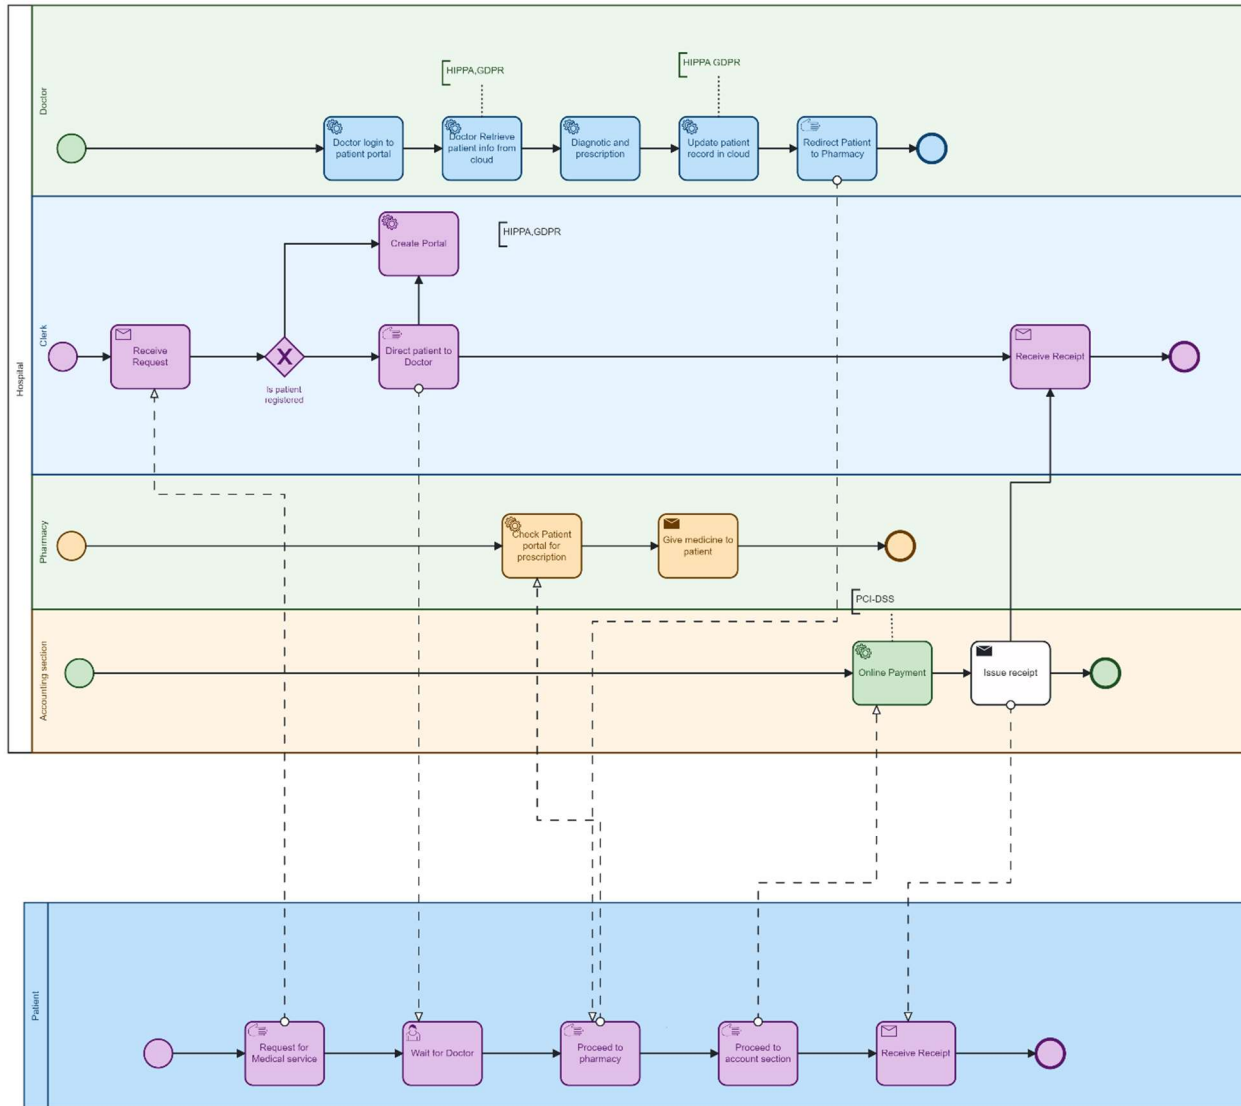 Hospital
Doctor
HIPPA,GDPR
HIPPA GDPR
Doctor login to
patient portal
Doctor Retrieve
patient info from
cloud
Diagnostic and
prescription
Update patient
record in cloud
Redirect Patient
to Pharmacy
Clerk
Create Portal
HIPPA,GDPR
Receive
Request
Is patient
registered
Direct patient to
Doctor
Receive Receipt
Pharmacy
Check Patient
portal for
prescription
Give medicine to
patient
Accounting section
PCI-DSS
Online Payment
Issue receipt
Patient
Request for
Medical service
Wait for Doctor
Proceed to
pharmacy
Proceed to
account section
Receive Receipt